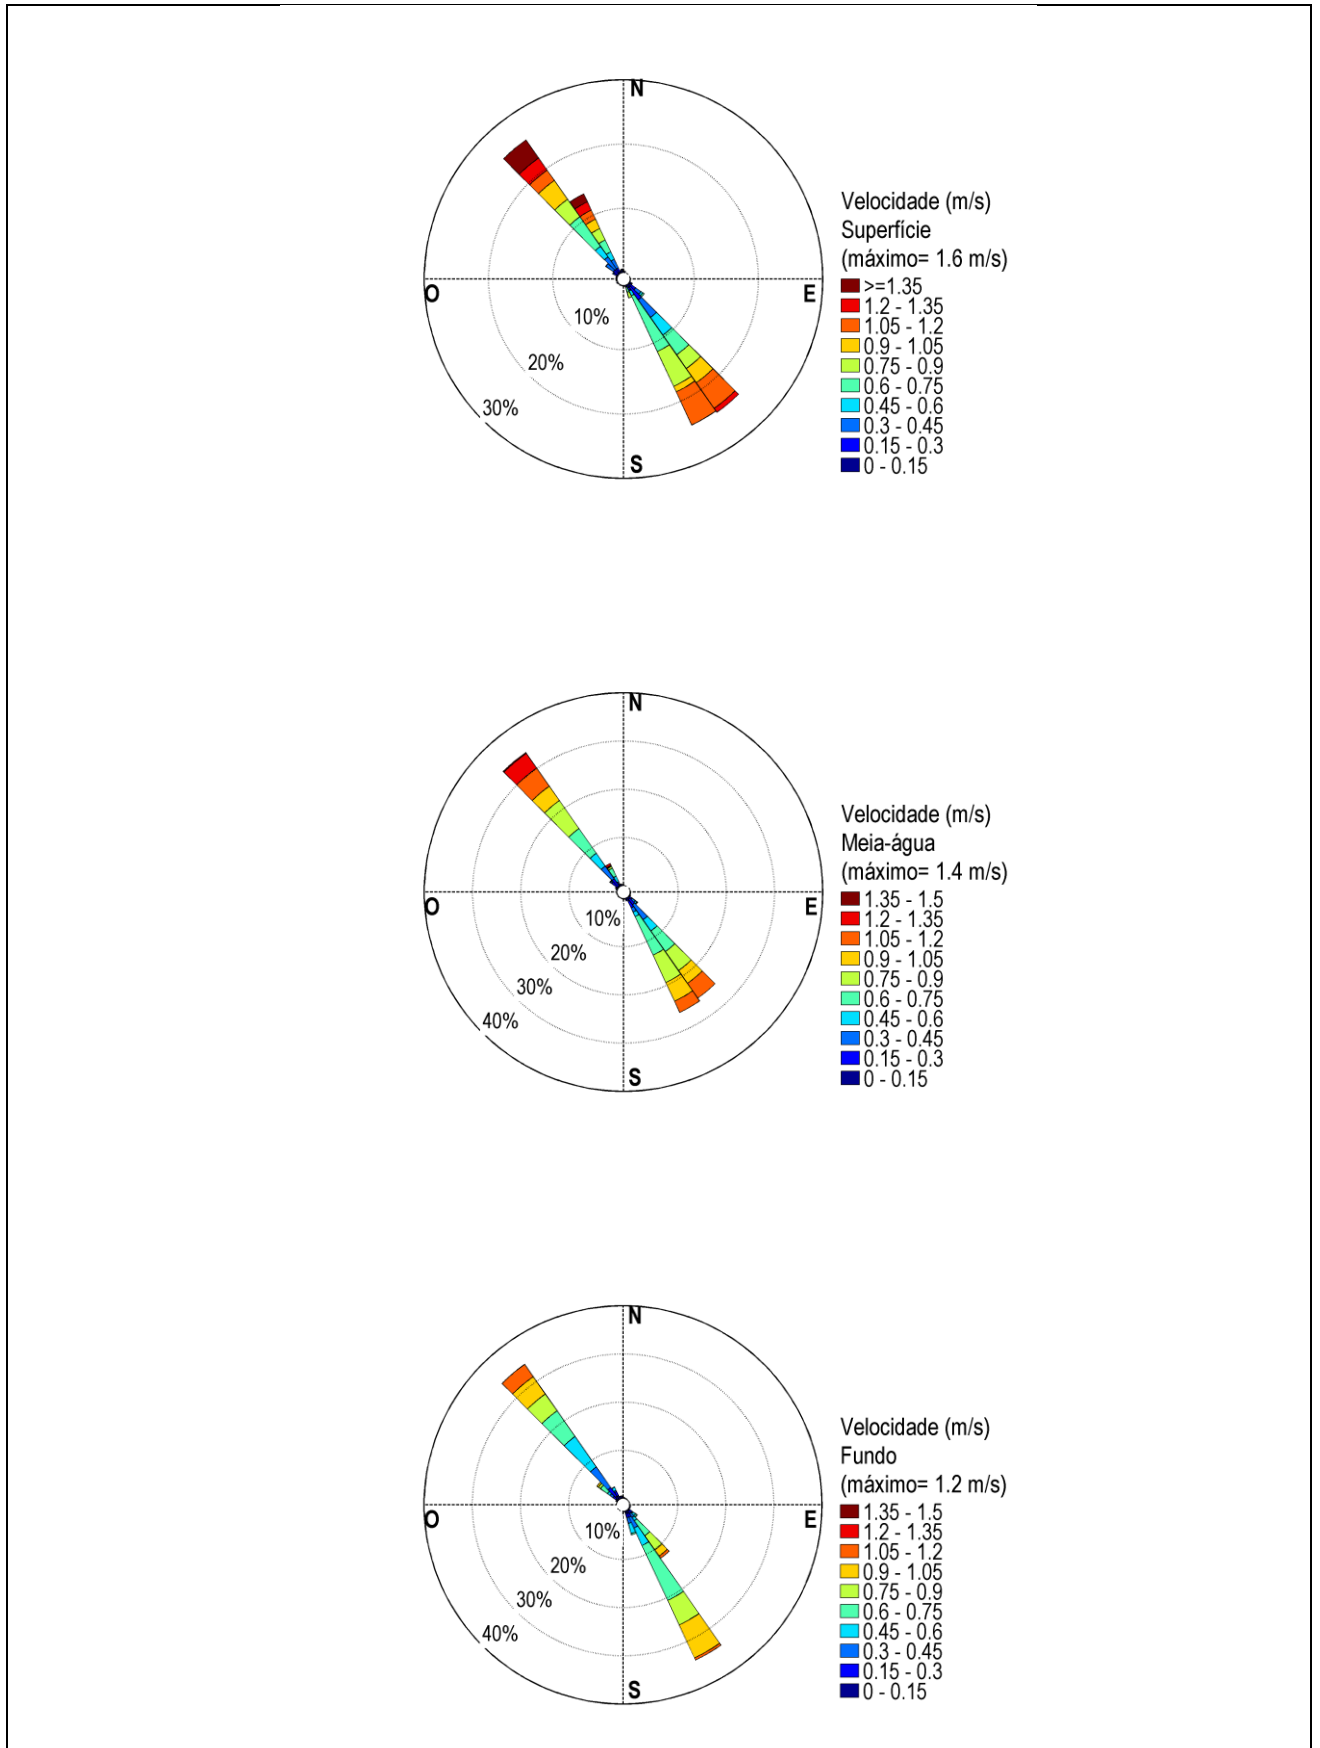 N
O
E
S
10%
20%
30%
Velocidade (m/s)
Superfície
(máximo= 1.6 m/s)
>=1.35
1.2 - 1.35
1.05 - 1.2
0.9 - 1.05
0.75 - 0.9
0.6 - 0.75
0.45 - 0.6
0.3 - 0.45
0.15 - 0.3
0 - 0.15
N
O
E
S
10%
20%
30%
40%
Velocidade (m/s)
Meia-água
(máximo= 1.4 m/s)
1.35 - 1.5
1.2 - 1.35
1.05 - 1.2
0.9 - 1.05
0.75 - 0.9
0.6 - 0.75
0.45 - 0.6
0.3 - 0.45
0.15 - 0.3
0 - 0.15
N
O
E
S
10%
20%
30%
40%
Velocidade (m/s)
Fundo
(máximo= 1.2 m/s)
1.35 - 1.5
1.2 - 1.35
1.05 - 1.2
0.9 - 1.05
0.75 - 0.9
0.6 - 0.75
0.45 - 0.6
0.3 - 0.45
0.15 - 0.3
0 - 0.15